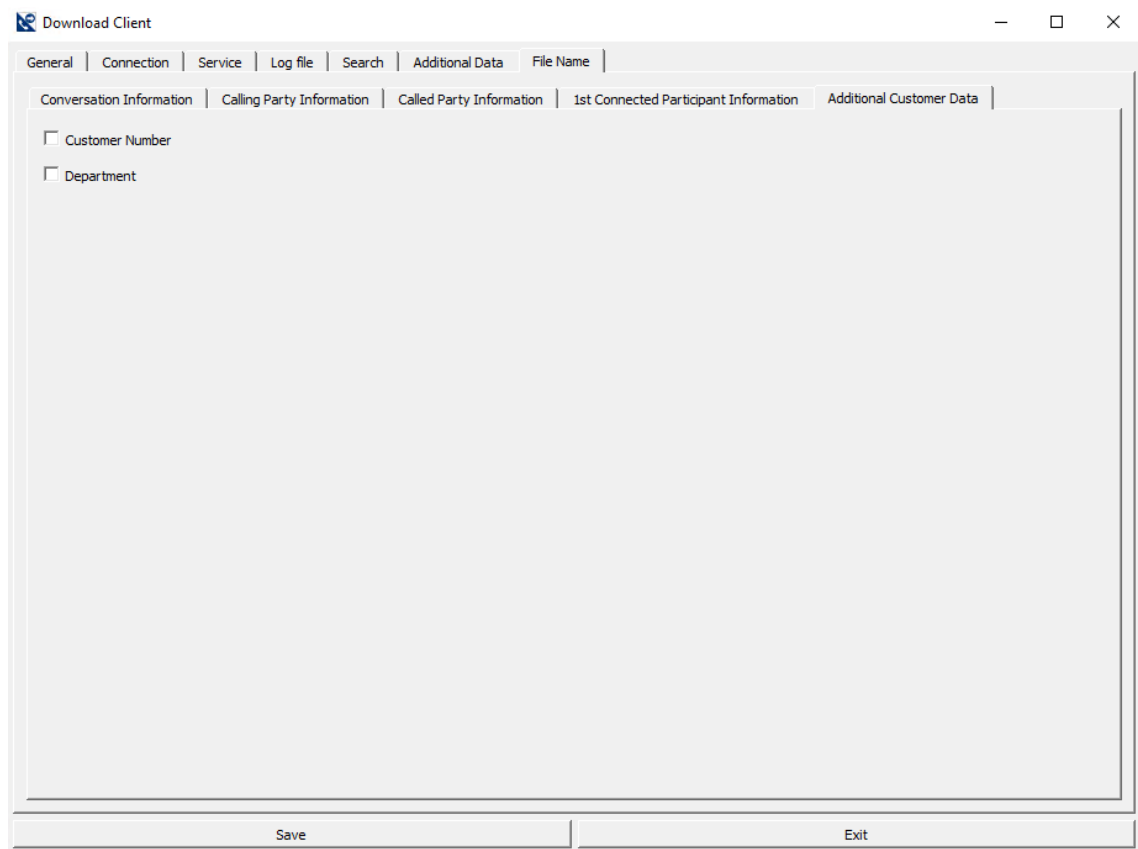 Download Client
General Connection Service Log file Search Additional Data File Name
Conversation Information Calling Party Information Called Party Information 1st Connected Participant Information Additional Customer Data
Customer Number
Department
Save Exit